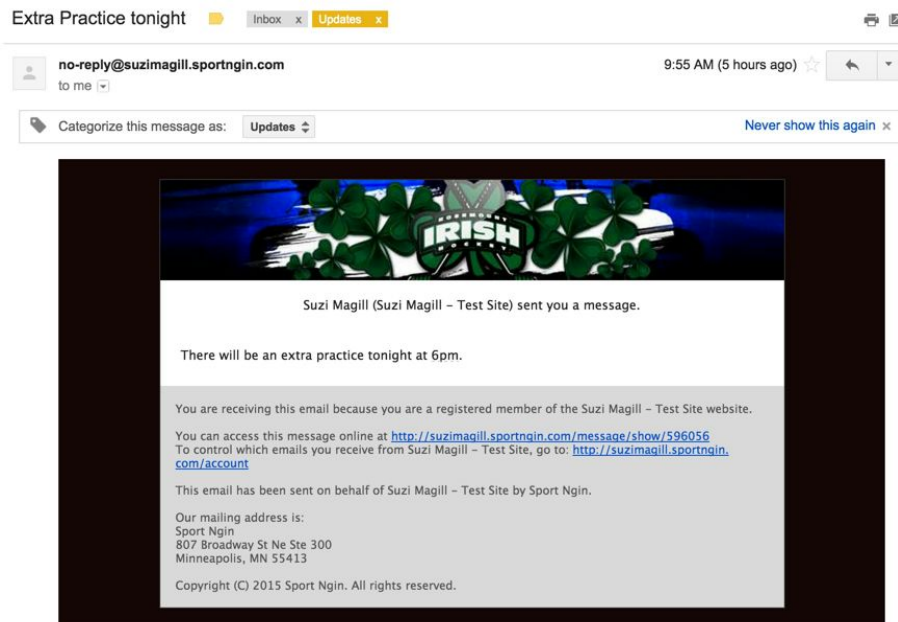 Extra Practice tonight
Inbox x Updates x
no-reply@suzimagill.sportngin.com
9:55 AM (5 hours ago)
to me
Categorize this message as: Updates
Never show this again x
ROSEMOUNT
IRISH
HOCKEY
Suzi Magill (Suzi Magill – Test Site) sent you a message.
There will be an extra practice tonight at 6pm.
You are receiving this email because you are a registered member of the Suzi Magill – Test Site website.
You can access this message online at http://suzimagill.sportngin.com/message/show/596056
To control which emails you receive from Suzi Magill – Test Site, go to: http://suzimagill.sportngin.
com/account
This email has been sent on behalf of Suzi Magill – Test Site by Sport Ngin.
Our mailing address is:
Sport Ngin
807 Broadway St Ne Ste 300
Minneapolis, MN 55413
Copyright (C) 2015 Sport Ngin. All rights reserved.